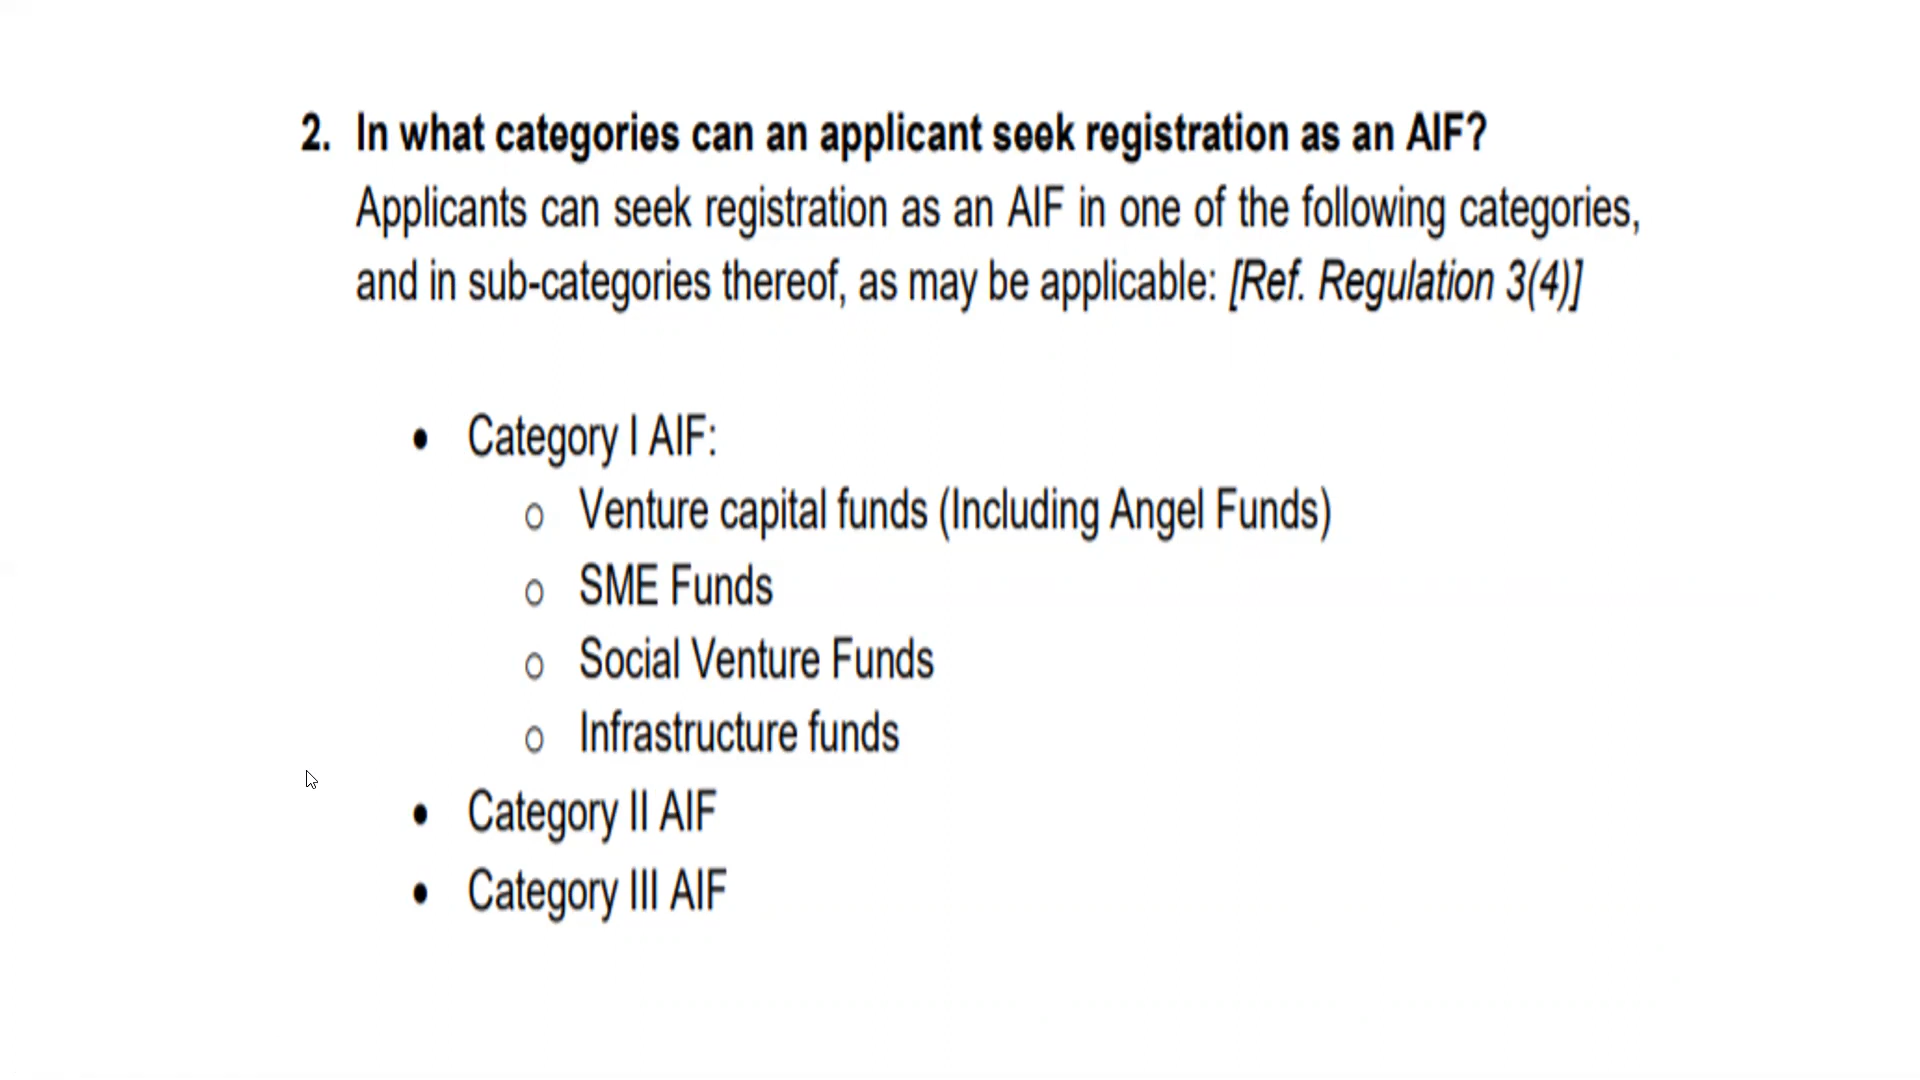 2. In what categories can an applicant seek registration as an AIF?
Applicants can seek registration as an AIF in one of the following categories,
and in sub-categories thereof, as may be applicable: [Ref. Regulation 3(4)]
• Category I AIF:
o Venture capital funds (Including Angel Funds)
o SME Funds
o Social Venture Funds
o Infrastructure funds
• Category II AIF
• Category III AIF